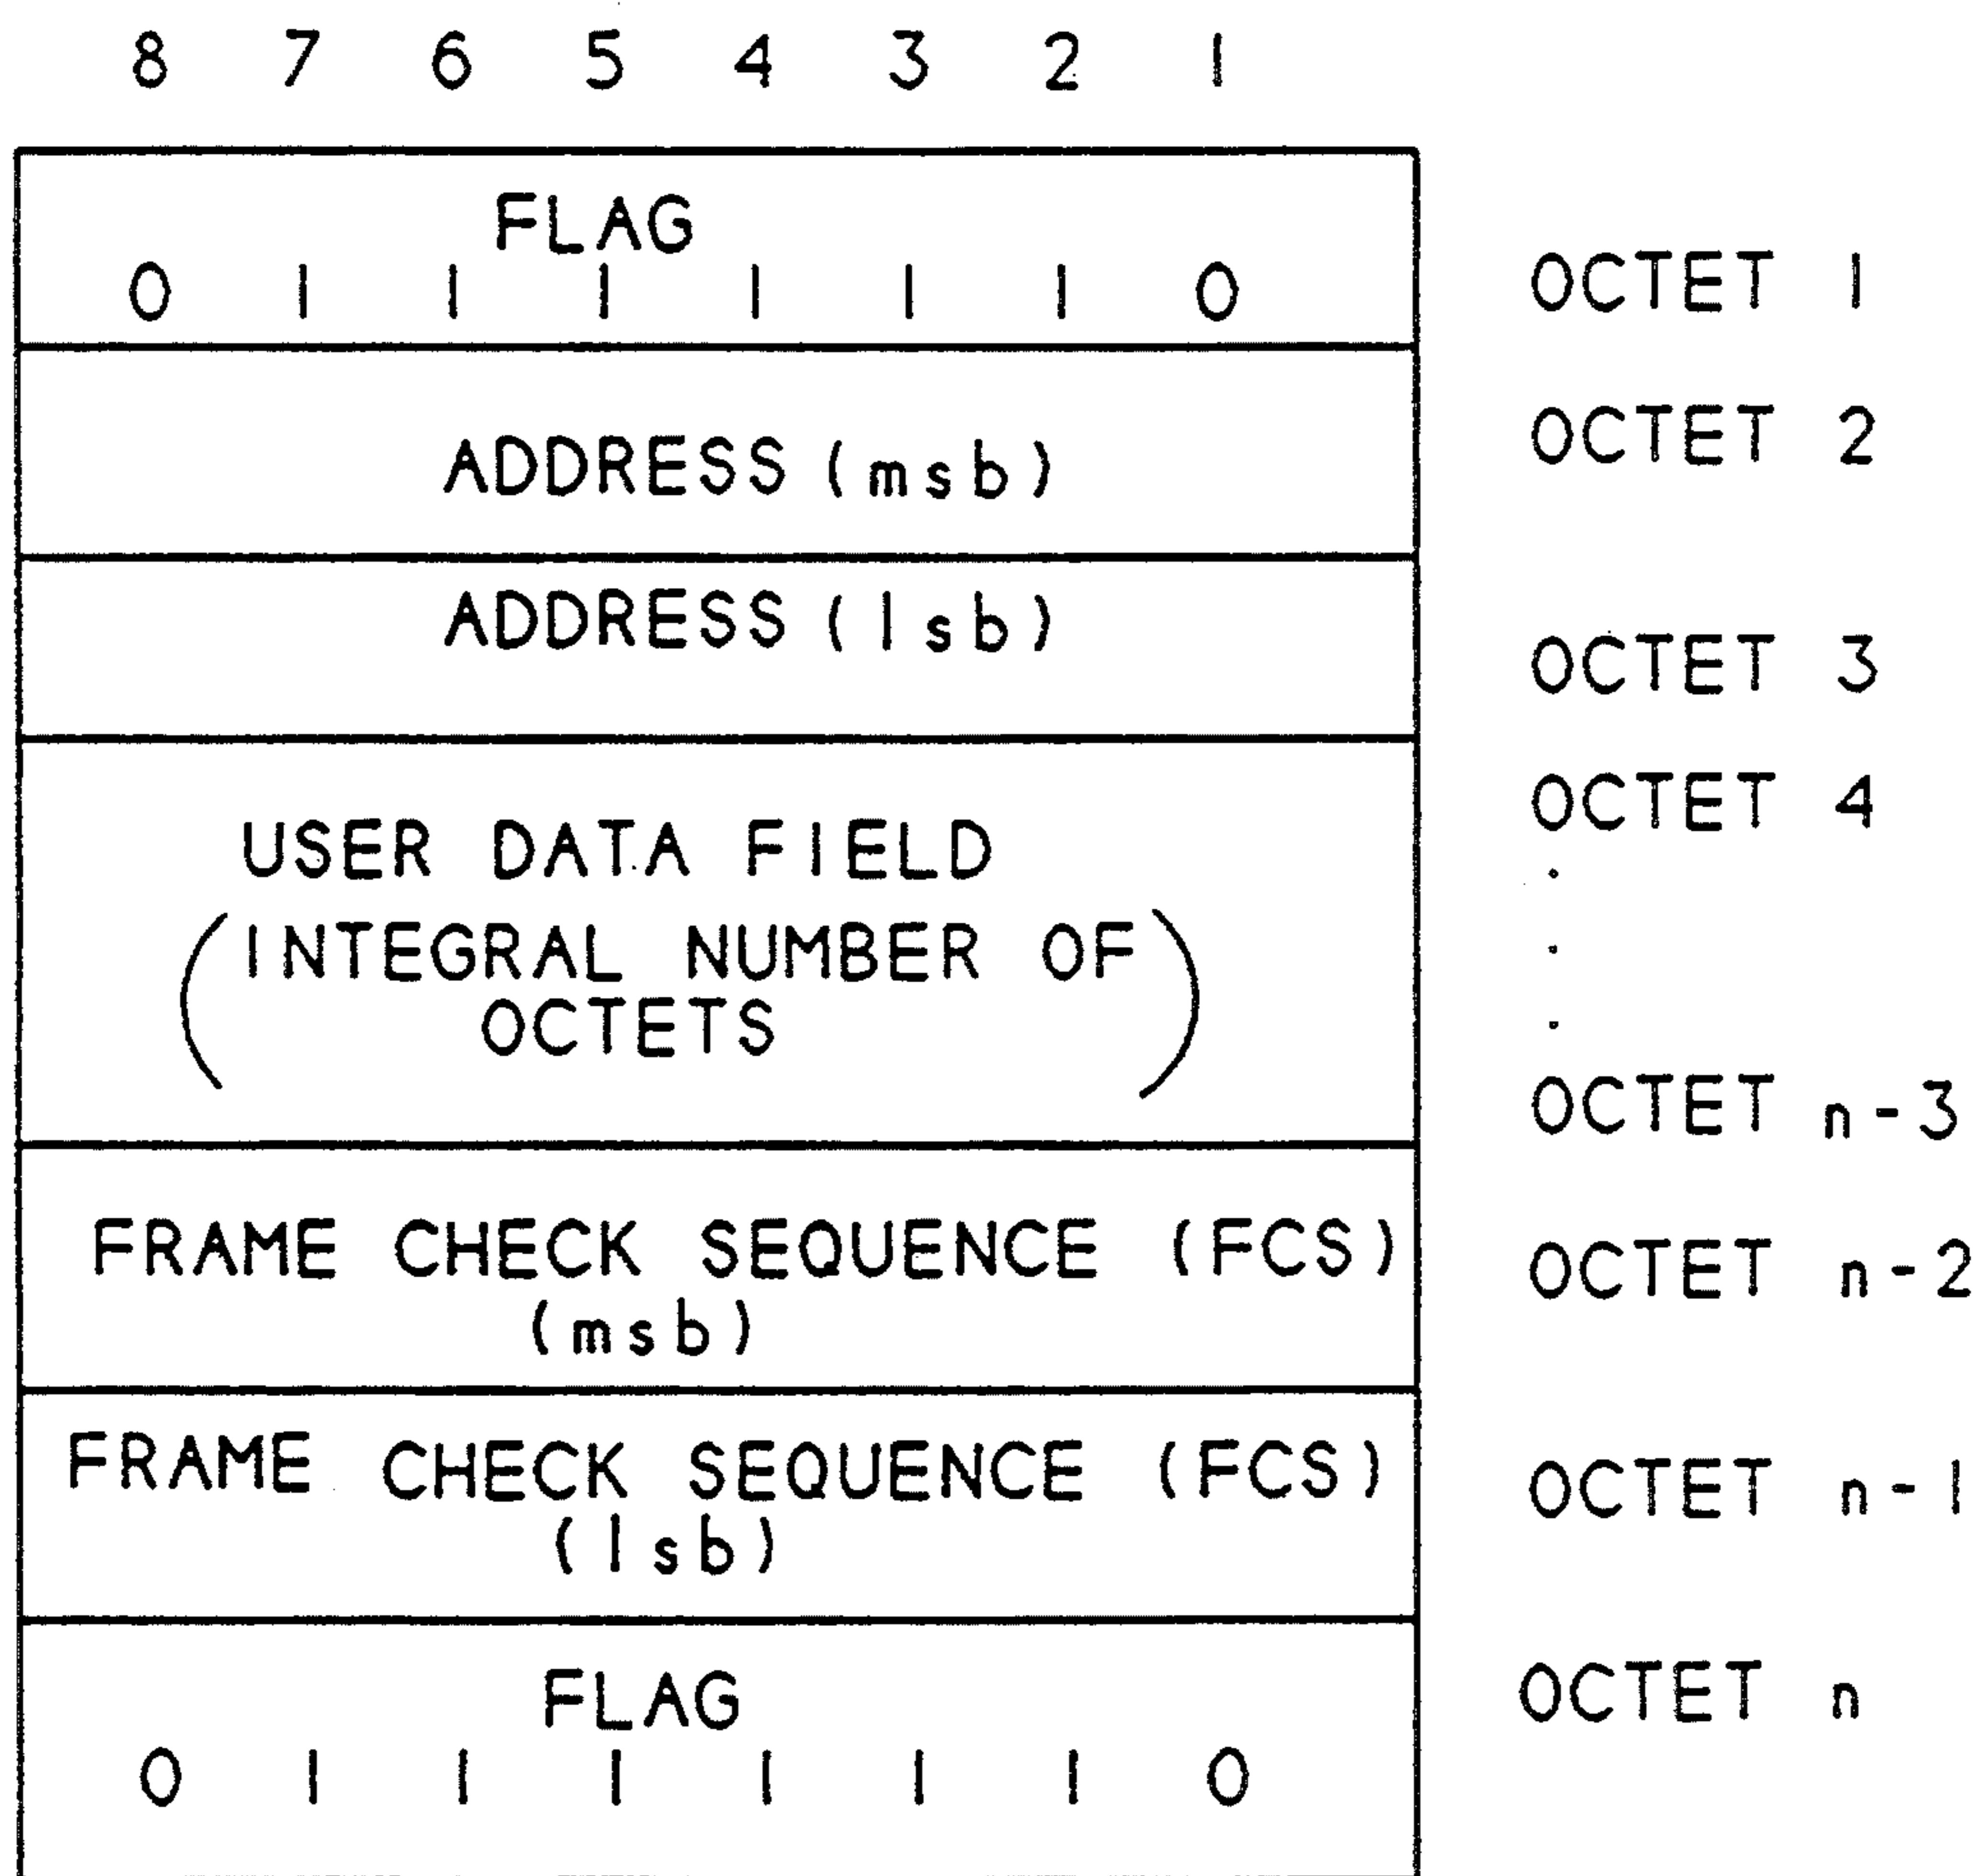 8 7 6 5 4 3 2 1
FLAG
0 1 1 1 1 1 1 0 OCTET 1
ADDRESS (msb) OCTET 2
ADDRESS (lsb) OCTET 3
USER DATA FIELD OCTET 4
(INTEGRAL NUMBER OF
OCTETS)
OCTET n-3
FRAME CHECK SEQUENCE (FCS) OCTET n-2
(msb)
FRAME CHECK SEQUENCE (FCS) OCTET n-1
(lsb)
FLAG OCTET n
0 1 1 1 1 1 1 0